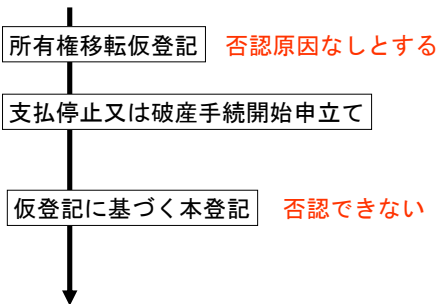 所有権移転仮登記 否認原因なしとする
支払停止又は破産手続開始申立て
仮登記に基づく本登記 否認できない